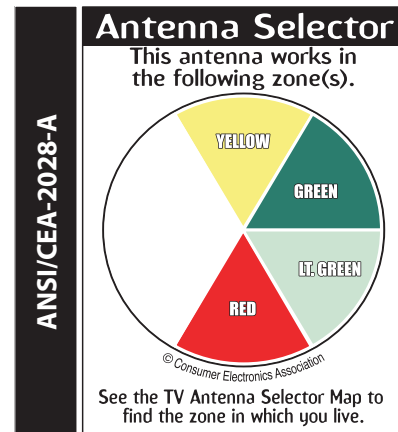 Antenna Selector
This antenna works in
the following zone(s).
ANSI/CEA-2028-A
YELLOW
GREEN
LT. GREEN
RED
© Consumer Electronics Association
See the TV Antenna Selector Map to
find the zone in which you live.